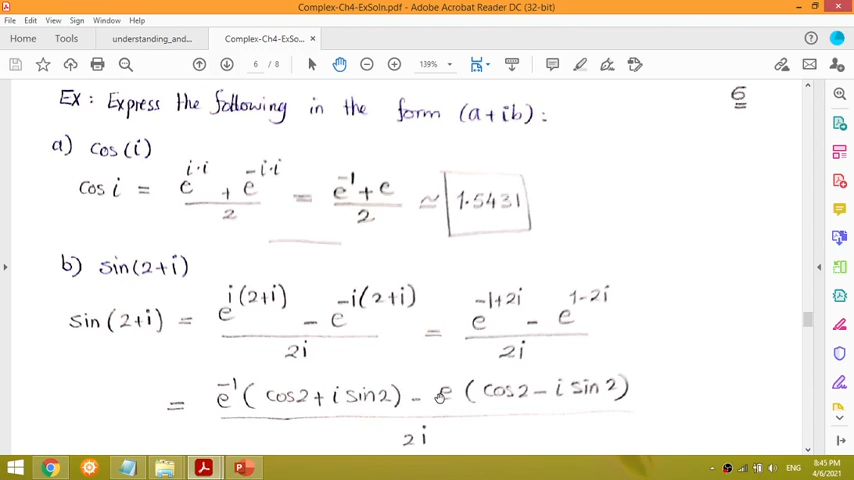 Complex-Ch4-ExSoln.pdf - Adobe Acrobat Reader DC (32-bit)
File Edit View Sign Window Help
Home Tools understanding_and... Complex-Ch4-ExSo... ×
6 / 8 139%
6
Ex: Express the following in the form (a+ib):
a) cos(i)
cos i = (e^{i·i} + e^{-i·i})/2 = (e^{-1} + e)/2 ≃ 1.5431
b) sin(2+i)
sin(2+i) = (e^{i(2+i)} - e^{-i(2+i)})/2i = (e^{-1+2i} - e^{1-2i})/2i
= (e^{-1}(cos2 + i sin2) - e(cos2 - i sin2))/2i
ENG
8:45 PM
4/6/2021